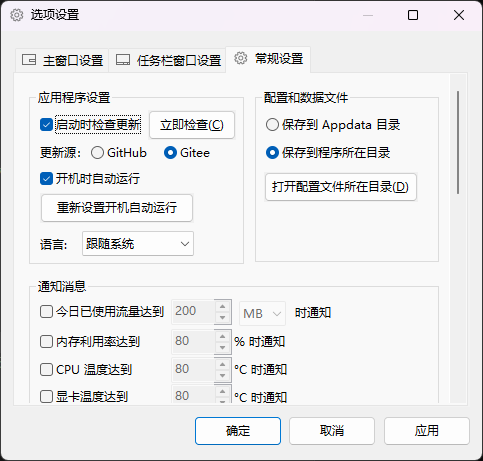 选项设置
主窗口设置 任务栏窗口设置 常规设置
应用程序设置
启动时检查更新 立即检查(C)
更新源: GitHub Gitee
开机时自动运行
重新设置开机自动运行
语言: 跟随系统
配置和数据文件
保存到 Appdata 目录
保存到程序所在目录
打开配置文件所在目录(D)
通知消息
今日已使用流量达到 200 MB 时通知
内存利用率达到 80 % 时通知
CPU 温度达到 80 °C 时通知
显卡温度达到 80 °C 时通知
确定 取消 应用